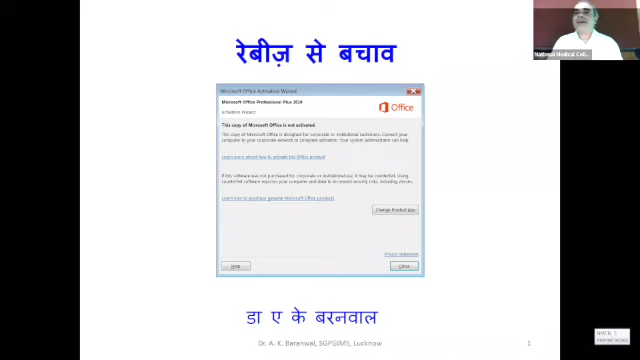 रेबीज़ से बचाव
National Medical Coll...
Microsoft Office Activation Wizard
Microsoft Office Professional Plus 2010
Office
Activation Wizard
This copy of Microsoft Office is not activated.
This copy of Microsoft Office is designed for corporate or institutional customers. Connect your
computer to your corporate network to complete activation. Your system administrator can help.
Learn more about how to activate this Office product
If this software was not purchased for corporate or institutional use, it may be counterfeit. Using
counterfeit software exposes your computer and data to increased security risks, including viruses.
Learn how to purchase genuine Microsoft Office products
Change Product Key
Privacy Statement
Help
Close
डा ए के बरनवाल
Dr. A. K. Baranwal, SGPGIMS, Lucknow
1